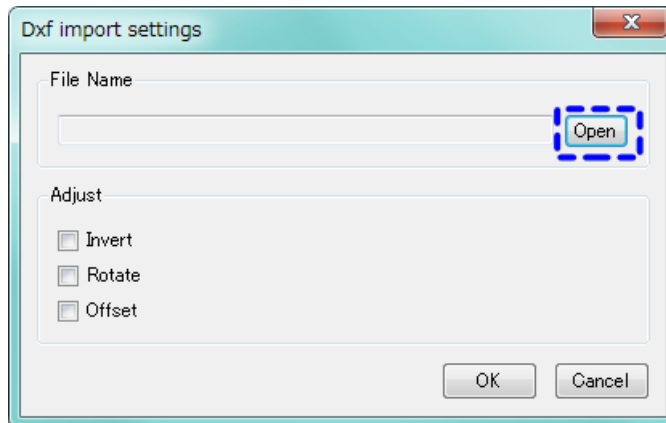 Dxf import settings
File Name
Open
Adjust
Invert
Rotate
Offset
OK Cancel